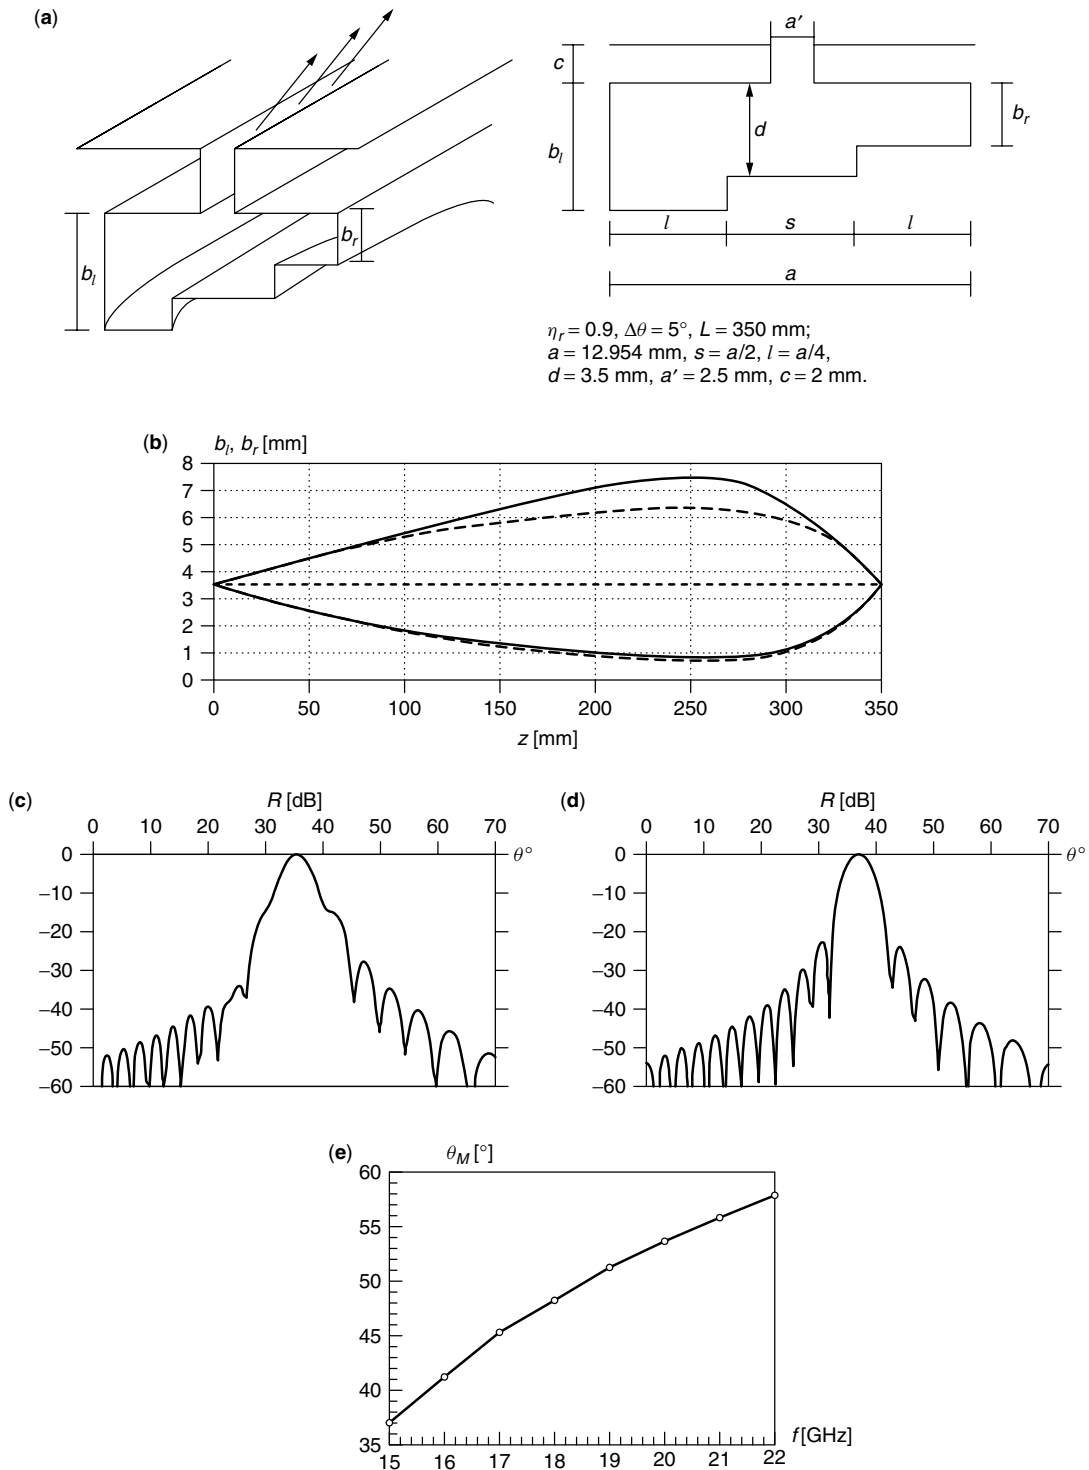 (a)
a′
c
b_l
d
b_r
b_l
b_r
l s l
a
η_r = 0.9, Δθ = 5°, L = 350 mm;
a = 12.954 mm, s = a/2, l = a/4,
d = 3.5 mm, a′ = 2.5 mm, c = 2 mm.
(b)
b_l, b_r [mm]
8
7
6
5
4
3
2
1
0
0 50 100 150 200 250 300 350
z [mm]
(c)
R [dB]
0 10 20 30 40 50 60 70
θ°
0
−10
−20
−30
−40
−50
−60
(d)
R [dB]
0 10 20 30 40 50 60 70
θ°
0
−10
−20
−30
−40
−50
−60
(e)
θ_M [°]
60
55
50
45
40
35
15 16 17 18 19 20 21 22
f [GHz]